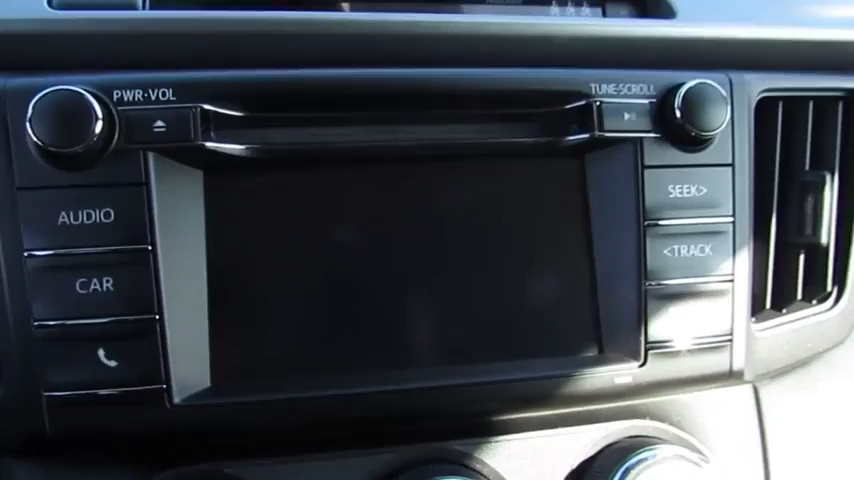 PWR·VOL
TUNE·SCROLL
AUDIO
SEEK>
<TRACK
CAR